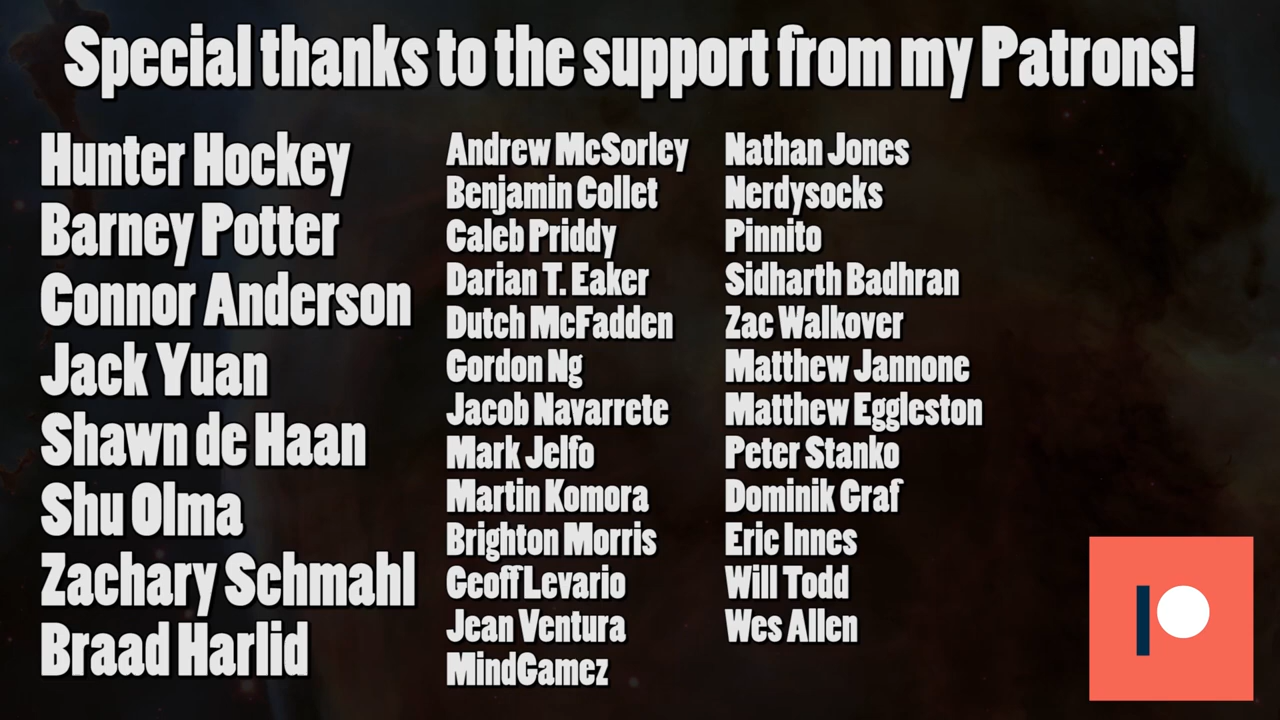 Special thanks to the support from my Patrons!
Hunter Hockey
Barney Potter
Connor Anderson
Jack Yuan
Shawn de Haan
Shu Olma
Zachary Schmahl
Braad Harlid
Andrew McSorley
Benjamin Collet
Caleb Priddy
Darian T. Eaker
Dutch McFadden
Gordon Ng
Jacob Navarrete
Mark Jelfo
Martin Komora
Brighton Morris
Geoff Levario
Jean Ventura
MindGamez
Nathan Jones
Nerdysocks
Pinnito
Sidharth Badhran
Zac Walkover
Matthew Jannone
Matthew Eggleston
Peter Stanko
Dominik Graf
Eric Innes
Will Todd
Wes Allen